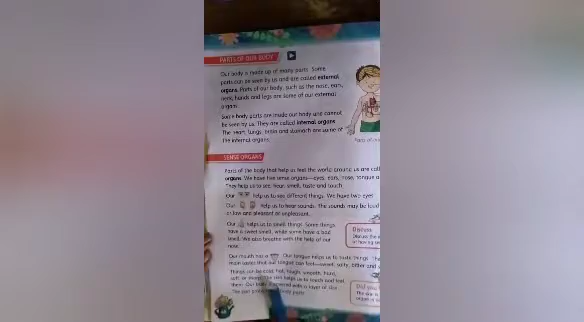 PARTS OF OUR BODY
Our body is made up of many parts. Some
parts can be seen by us and are called external
organs. Parts of our body, such as the nose, ears,
neck, hands and legs are some of our external
organs.
Some body parts are inside our body and cannot
be seen by us. They are called internal organs.
The heart, lungs, brain and stomach are some of
the internal organs.
Parts of
SENSE ORGANS
Parts of the body that help us feel the world around us are call
organs. We have five sense organs—eyes, ears, nose, tongue a
They help us to see, hear, smell, taste and touch.
Our help us to see different things. We have two eyes.
Our help us to hear sounds. The sounds may be loud
or low and pleasant or unpleasant.
Our helps us to smell things. Some things
have a sweet smell, while some have a bad
smell. We also breathe with the help of our
nose.
Discuss
Discuss the
Our mouth has a Our tongue helps us to taste things. The
main tastes that our tongue can feel—sweet, salty, bitter and
Things can be cold, hot, rough, smooth, hard,
soft or helps us to touch and feel
them. Our body is covered with a layer of skin.
The skin
Did you